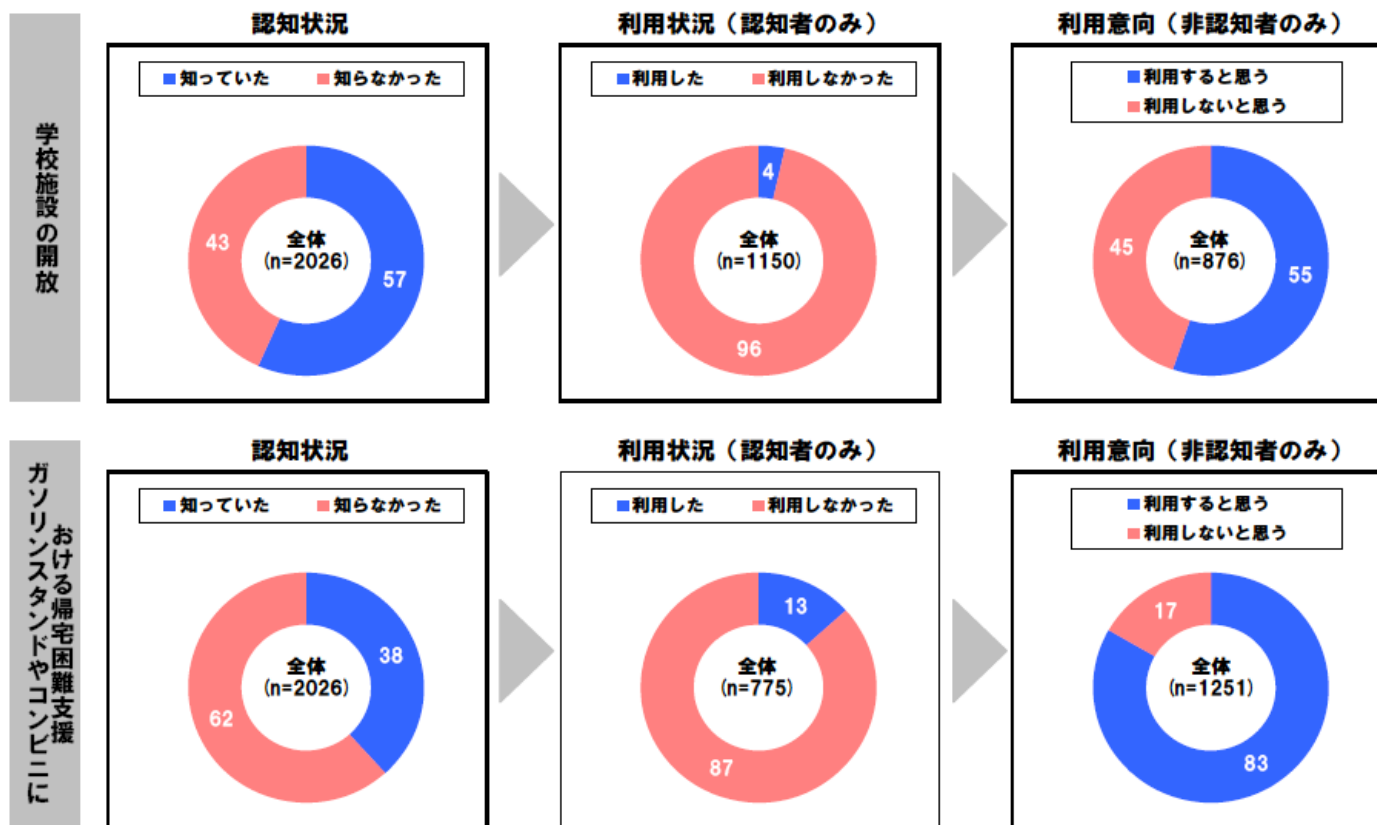 学校施設の開放
認知状況
■知っていた ■知らなかった
43
全体
(n=2026)
57
利用状況（認知者のみ）
■利用した ■利用しなかった
4
全体
(n=1150)
96
利用意向（非認知者のみ）
■利用すると思う
■利用しないと思う
45
全体
(n=876)
55
ガソリンスタンドやコンビニに
おける帰宅困難支援
認知状況
■知っていた ■知らなかった
38
全体
(n=2026)
62
利用状況（認知者のみ）
■利用した ■利用しなかった
13
全体
(n=775)
87
利用意向（非認知者のみ）
■利用すると思う
■利用しないと思う
17
全体
(n=1251)
83